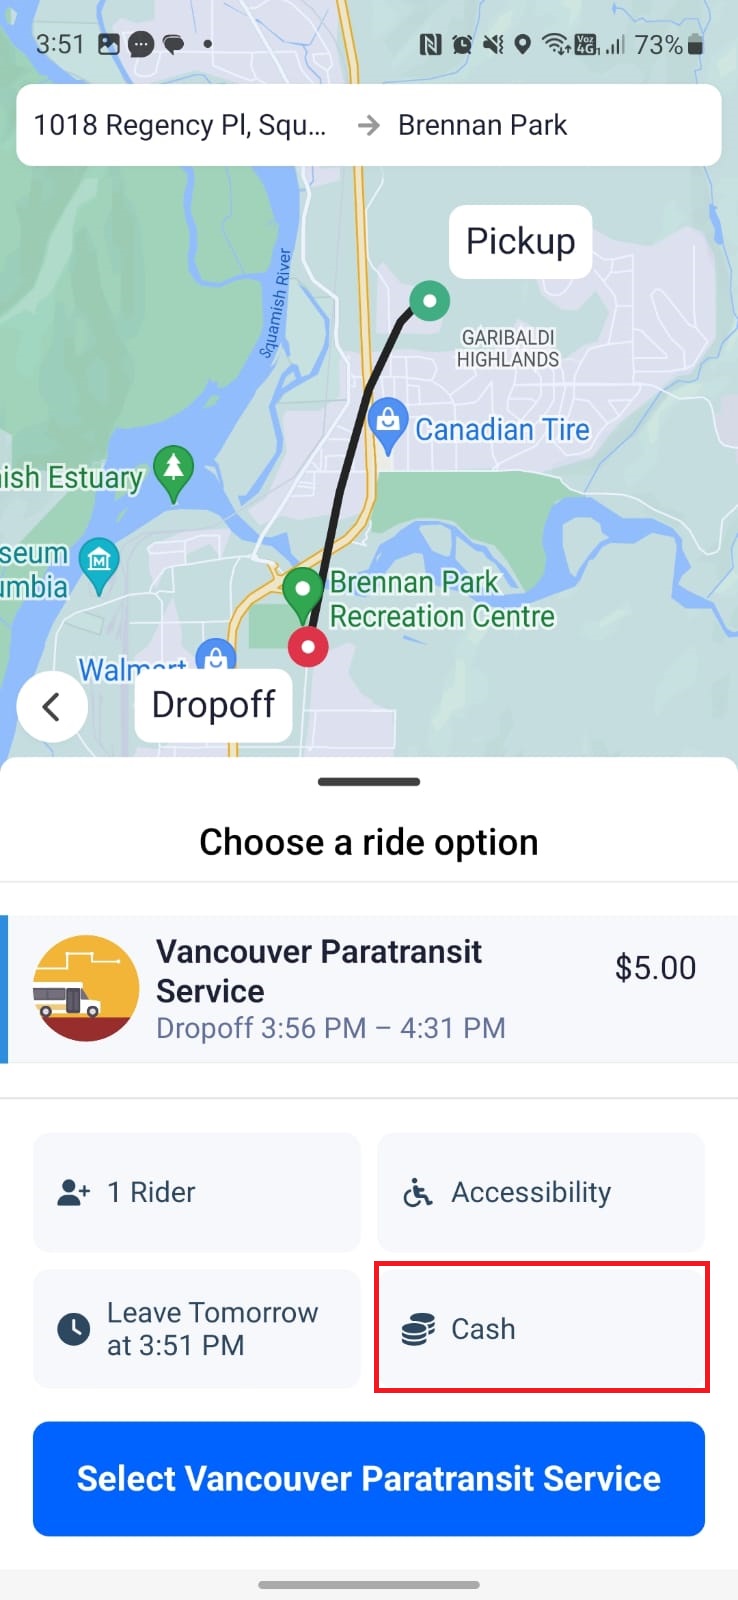 3:51
73%
1018 Regency Pl, Squ... → Brennan Park
Pickup
Squamish River
GARIBALDI
HIGHLANDS
Canadian Tire
ish Estuary
seum
umbia
Brennan Park
Recreation Centre
Walmart
Dropoff
Choose a ride option
Vancouver Paratransit
Service
$5.00
Dropoff 3:56 PM – 4:31 PM
1 Rider
Accessibility
Leave Tomorrow
at 3:51 PM
Cash
Select Vancouver Paratransit Service